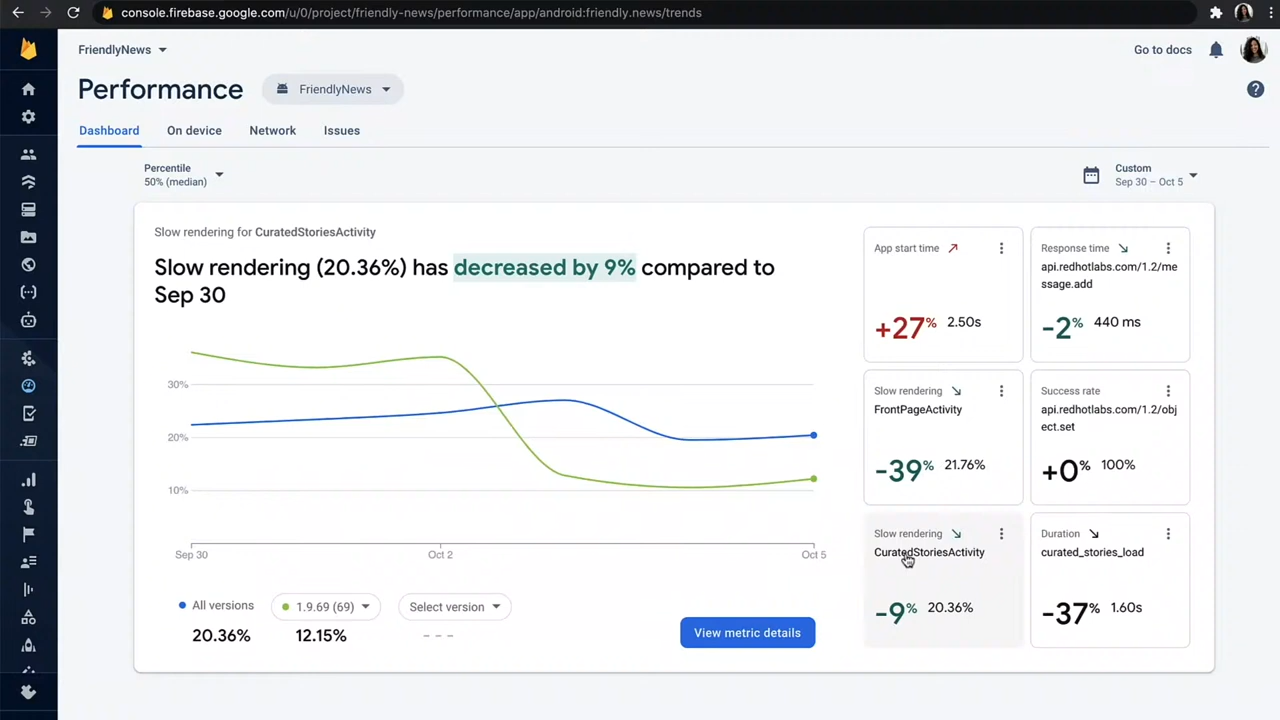 console.firebase.google.com/u/0/project/friendly-news/performance/app/android:friendly.news/trends
FriendlyNews
Go to docs
Performance
FriendlyNews
Dashboard
On device
Network
Issues
Percentile
50% (median)
Custom
Sep 30 – Oct 5
Slow rendering for CuratedStoriesActivity
Slow rendering (20.36%) has decreased by 9% compared to
Sep 30
30%
20%
10%
Sep 30
Oct 2
Oct 5
All versions
20.36%
1.9.69 (69)
12.15%
Select version
- - -
View metric details
App start time
+27% 2.50s
Response time
api.redhotlabs.com/1.2/me
ssage.add
-2% 440 ms
Slow rendering
FrontPageActivity
-39% 21.76%
Success rate
api.redhotlabs.com/1.2/obj
ect.set
+0% 100%
Slow rendering
CuratedStoriesActivity
-9% 20.36%
Duration
curated_stories_load
-37% 1.60s